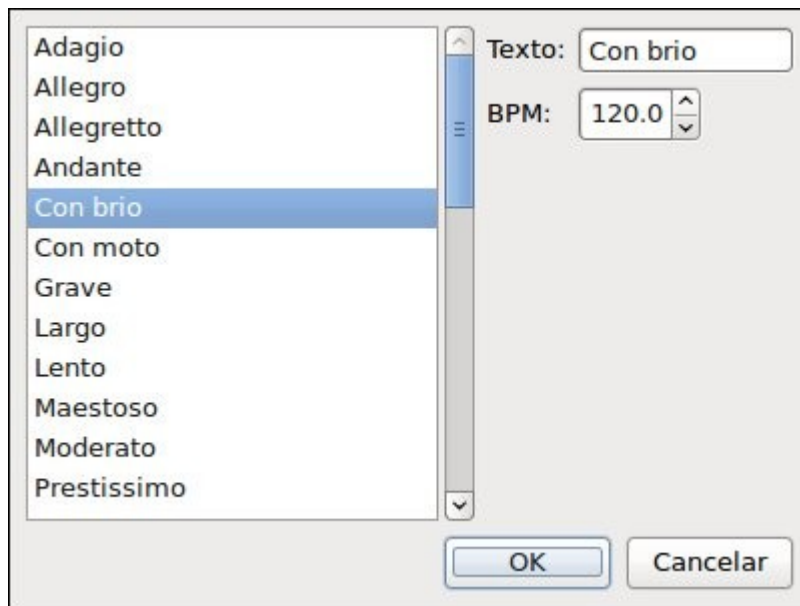 Adagio
Allegro
Allegretto
Andante
Con brio
Con moto
Grave
Largo
Lento
Maestoso
Moderato
Prestissimo
Texto: Con brio
BPM: 120.0
OK
Cancelar